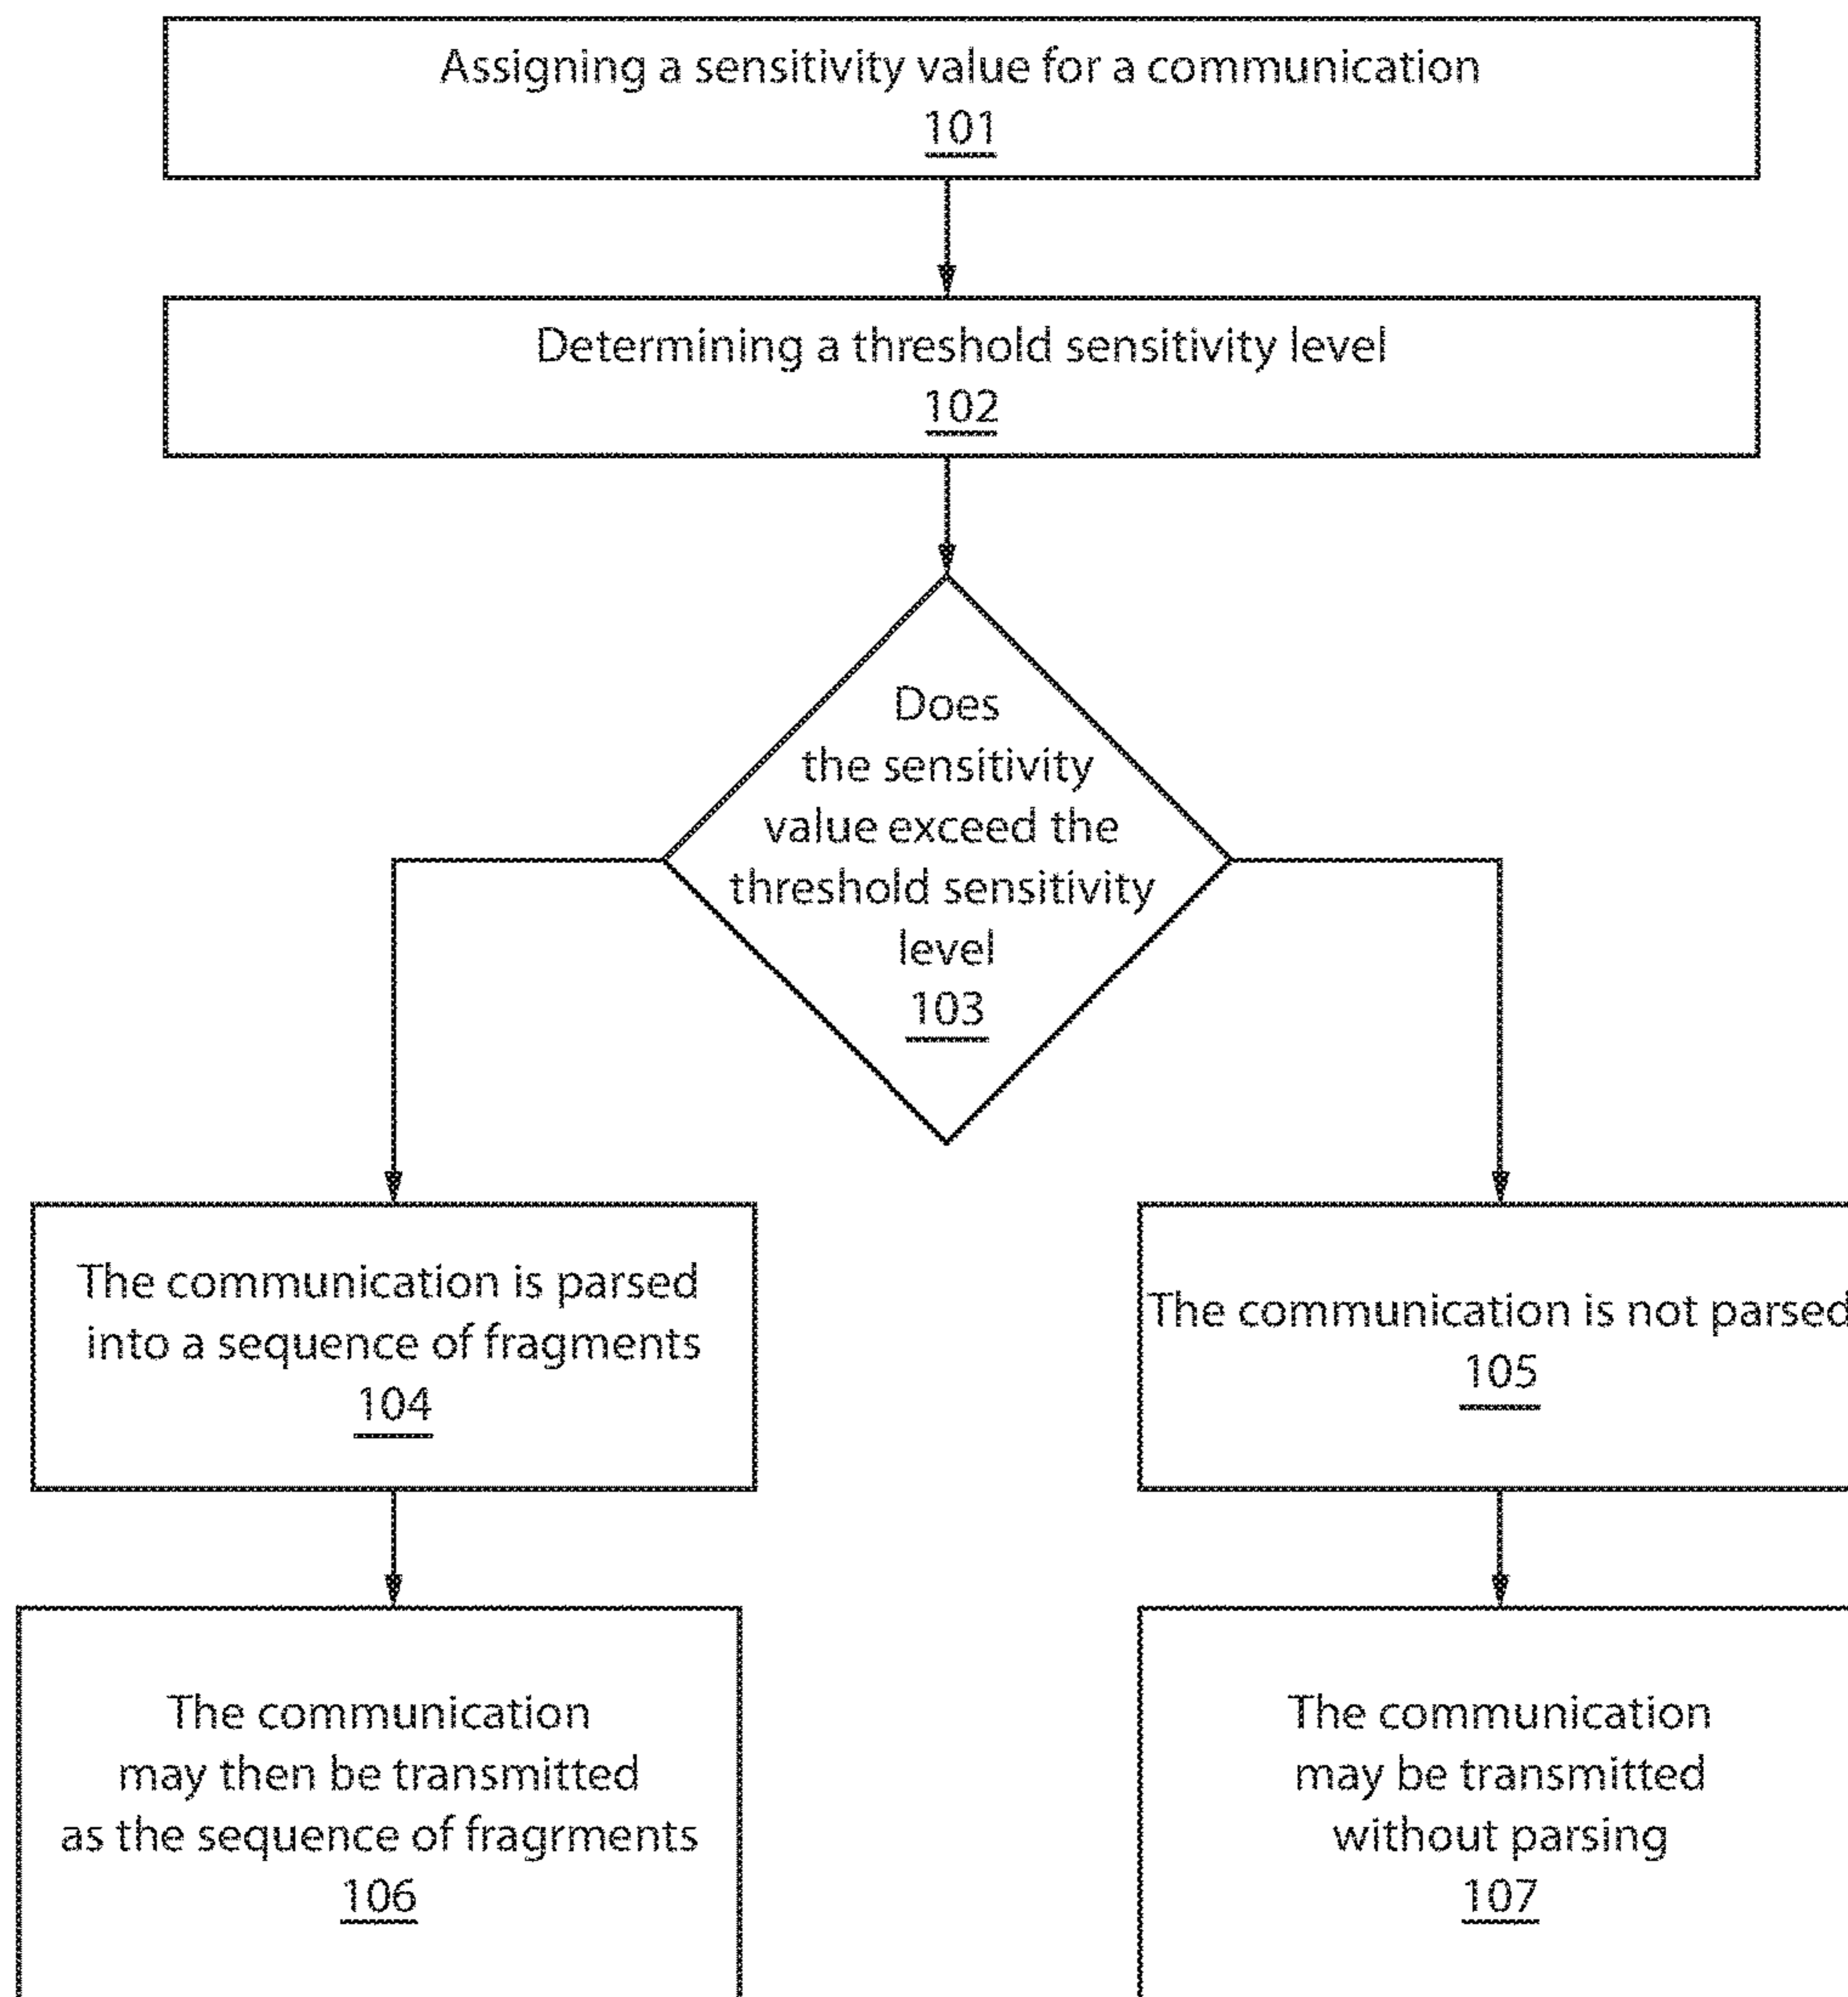 Assigning a sensitivity value for a communication
101
Determining a threshold sensitivity level
102
Does
the sensitivity
value exceed the
threshold sensitivity
level
103
The communication is parsed
into a sequence of fragments
104
The communication is not parsed
105
The communication
may then be transmitted
as the sequence of fragrments
106
The communication
may be transmitted
without parsing
107